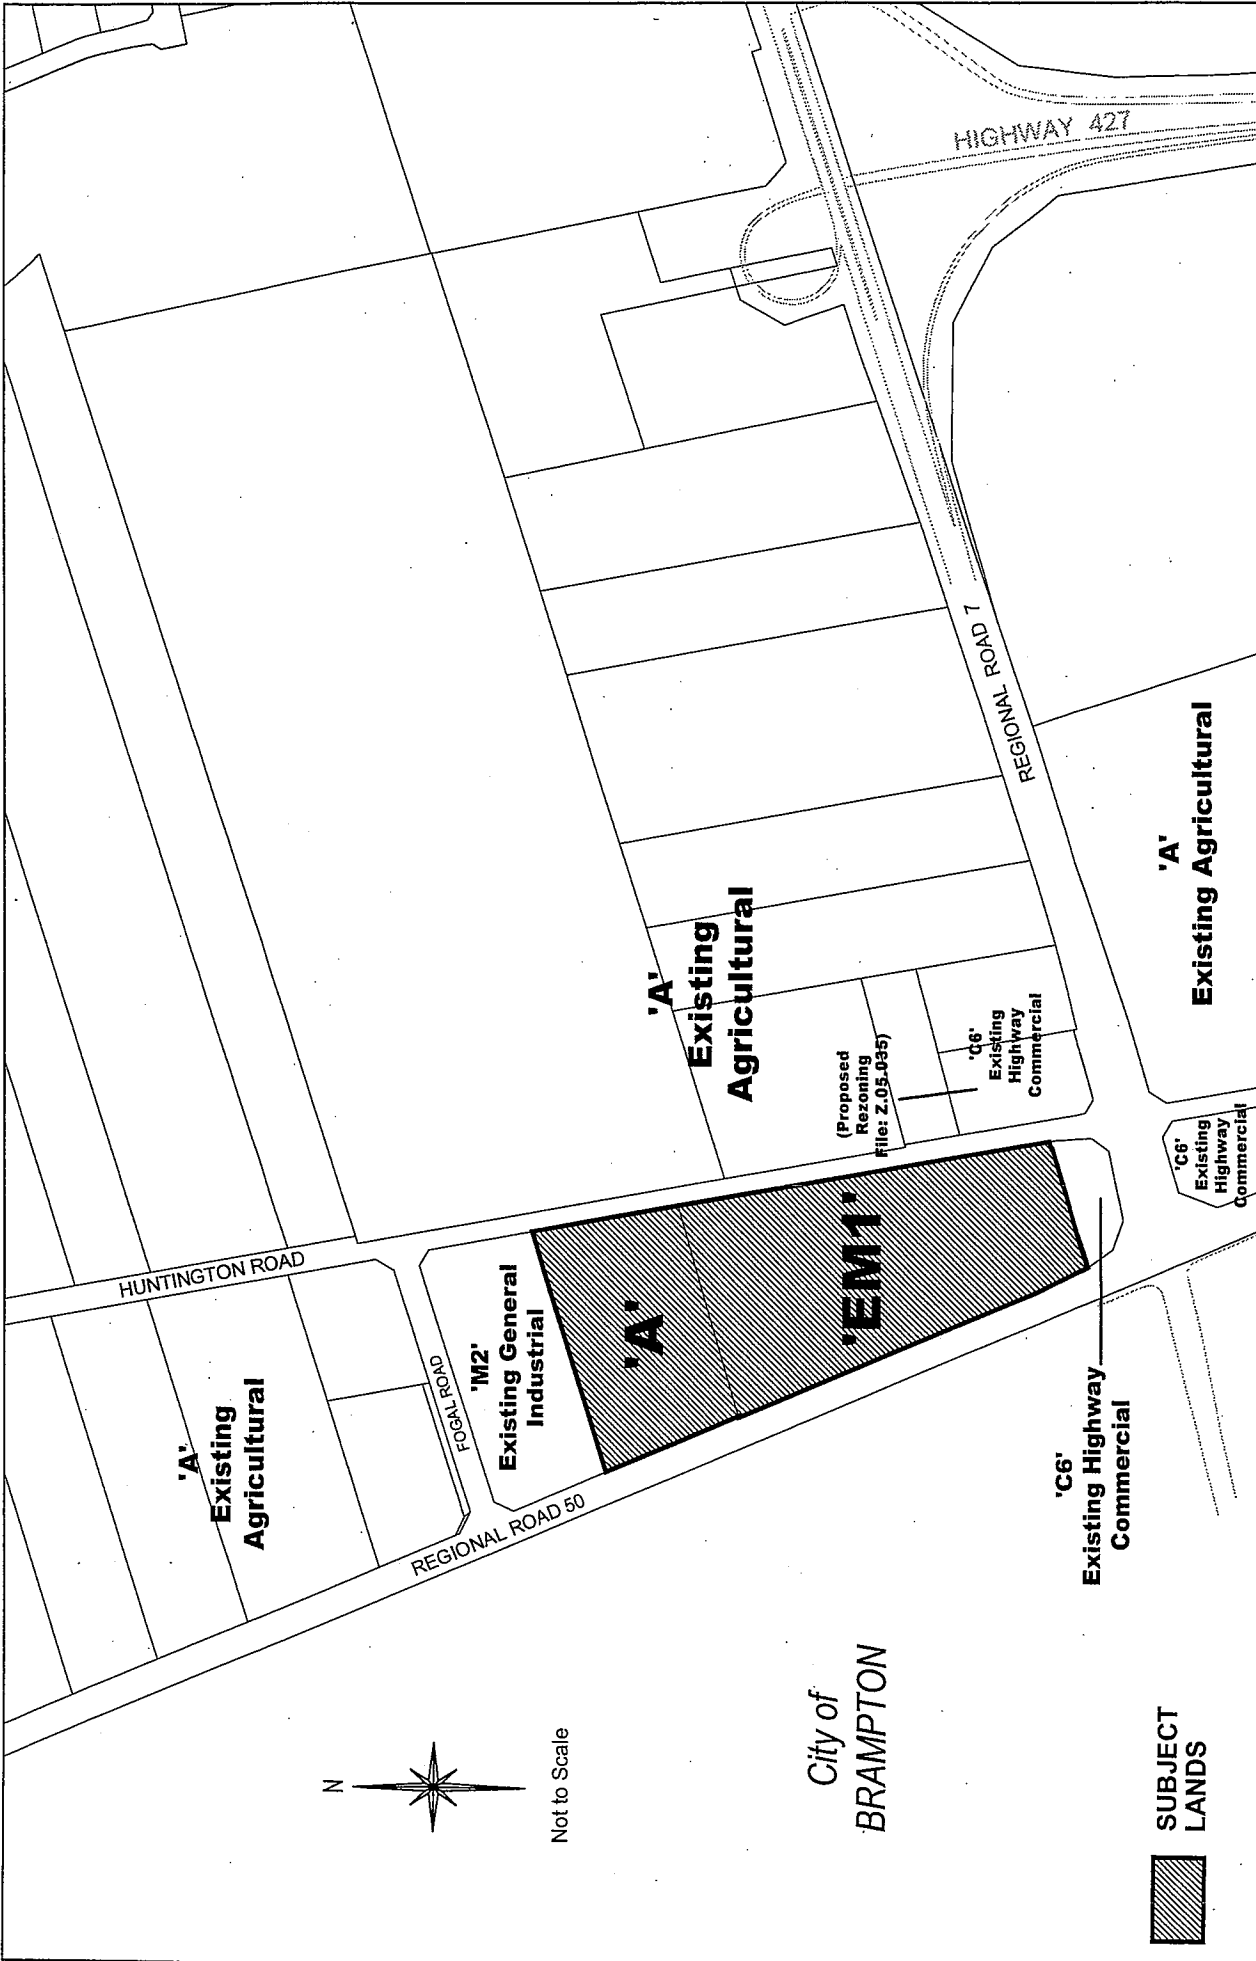 HIGHWAY 427
REGIONAL ROAD 7
HUNTINGTON ROAD
FOGAL ROAD
REGIONAL ROAD 50
'A'
Existing
Agricultural
'M2'
Existing General
Industrial
'A'
Existing
Agricultural
(Proposed
Rezoning
File: Z.05.035)
'C6'
Existing
Highway
Commercial
'A'
Existing Agricultural
'C6'
Existing
Highway
Commercial
'A'
'EM1'
'C6'
Existing Highway
Commercial
N
Not to Scale
City of
BRAMPTON
SUBJECT
LANDS